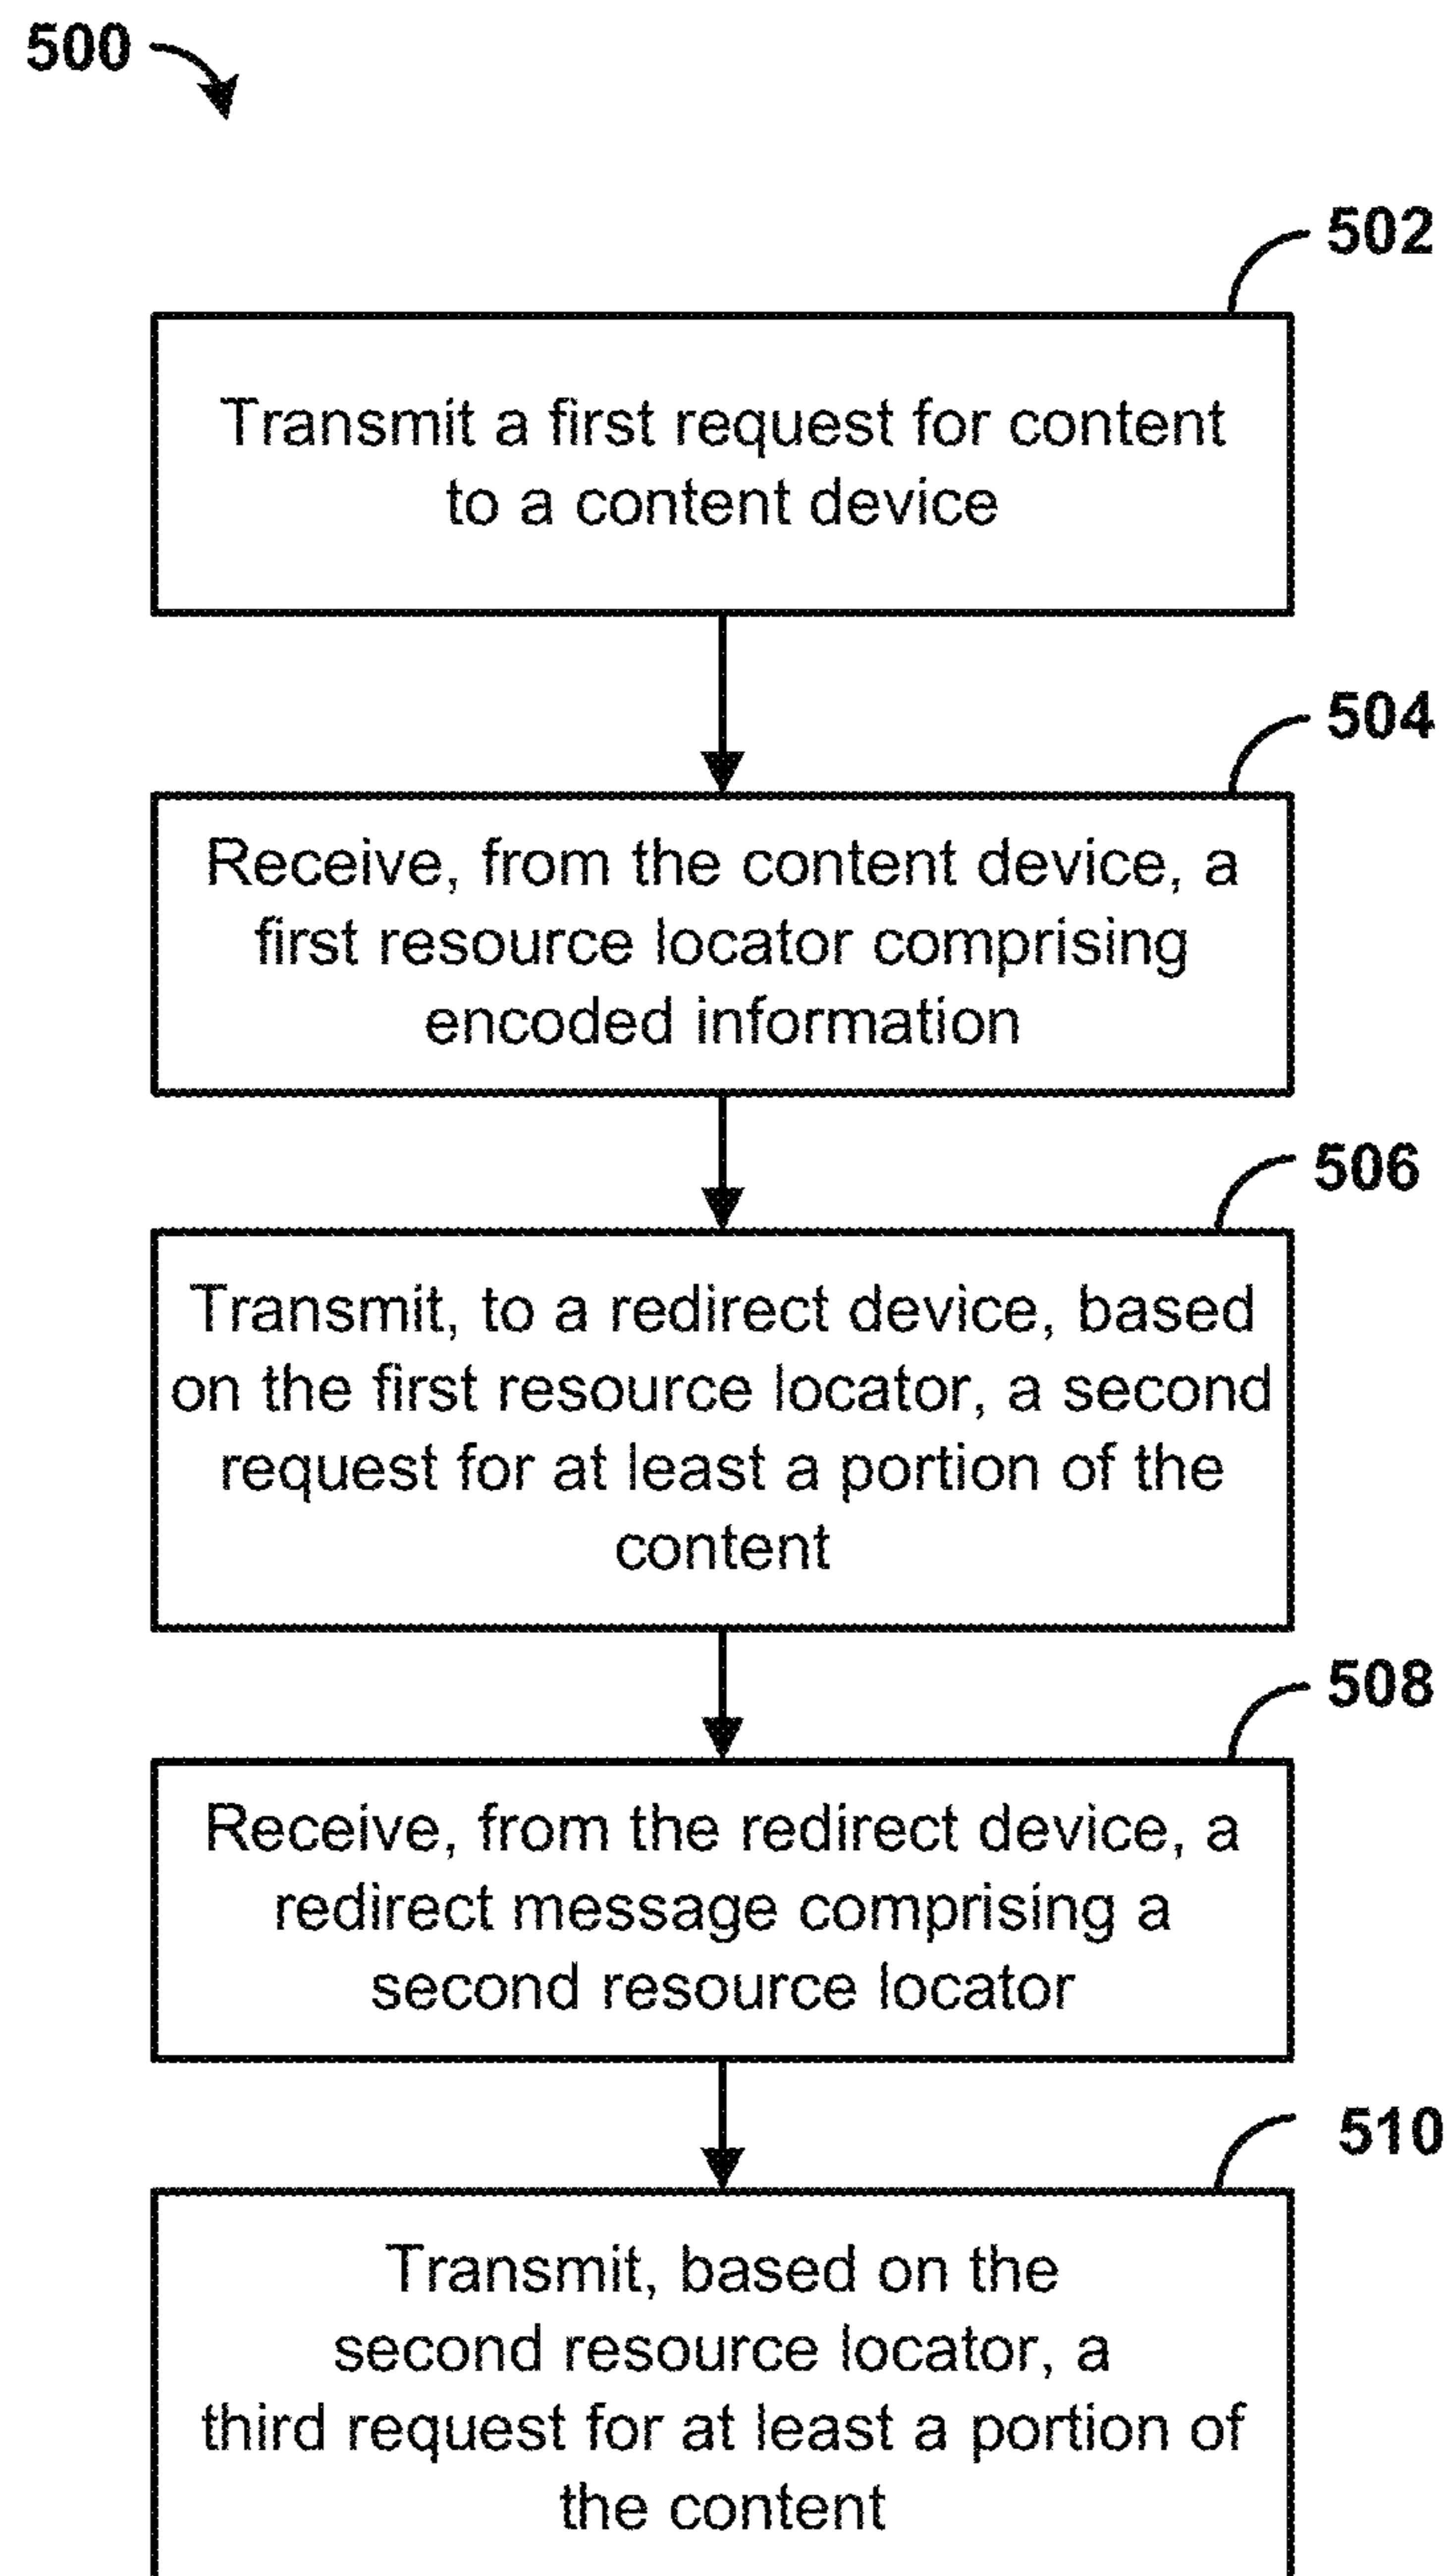 500
502
Transmit a first request for content
to a content device
504
Receive, from the content device, a
first resource locator comprising
encoded information
506
Transmit, to a redirect device, based
on the first resource locator, a second
request for at least a portion of the
content
508
Receive, from the redirect device, a
redirect message comprising a
second resource locator
510
Transmit, based on the
second resource locator, a
third request for at least a portion of
the content